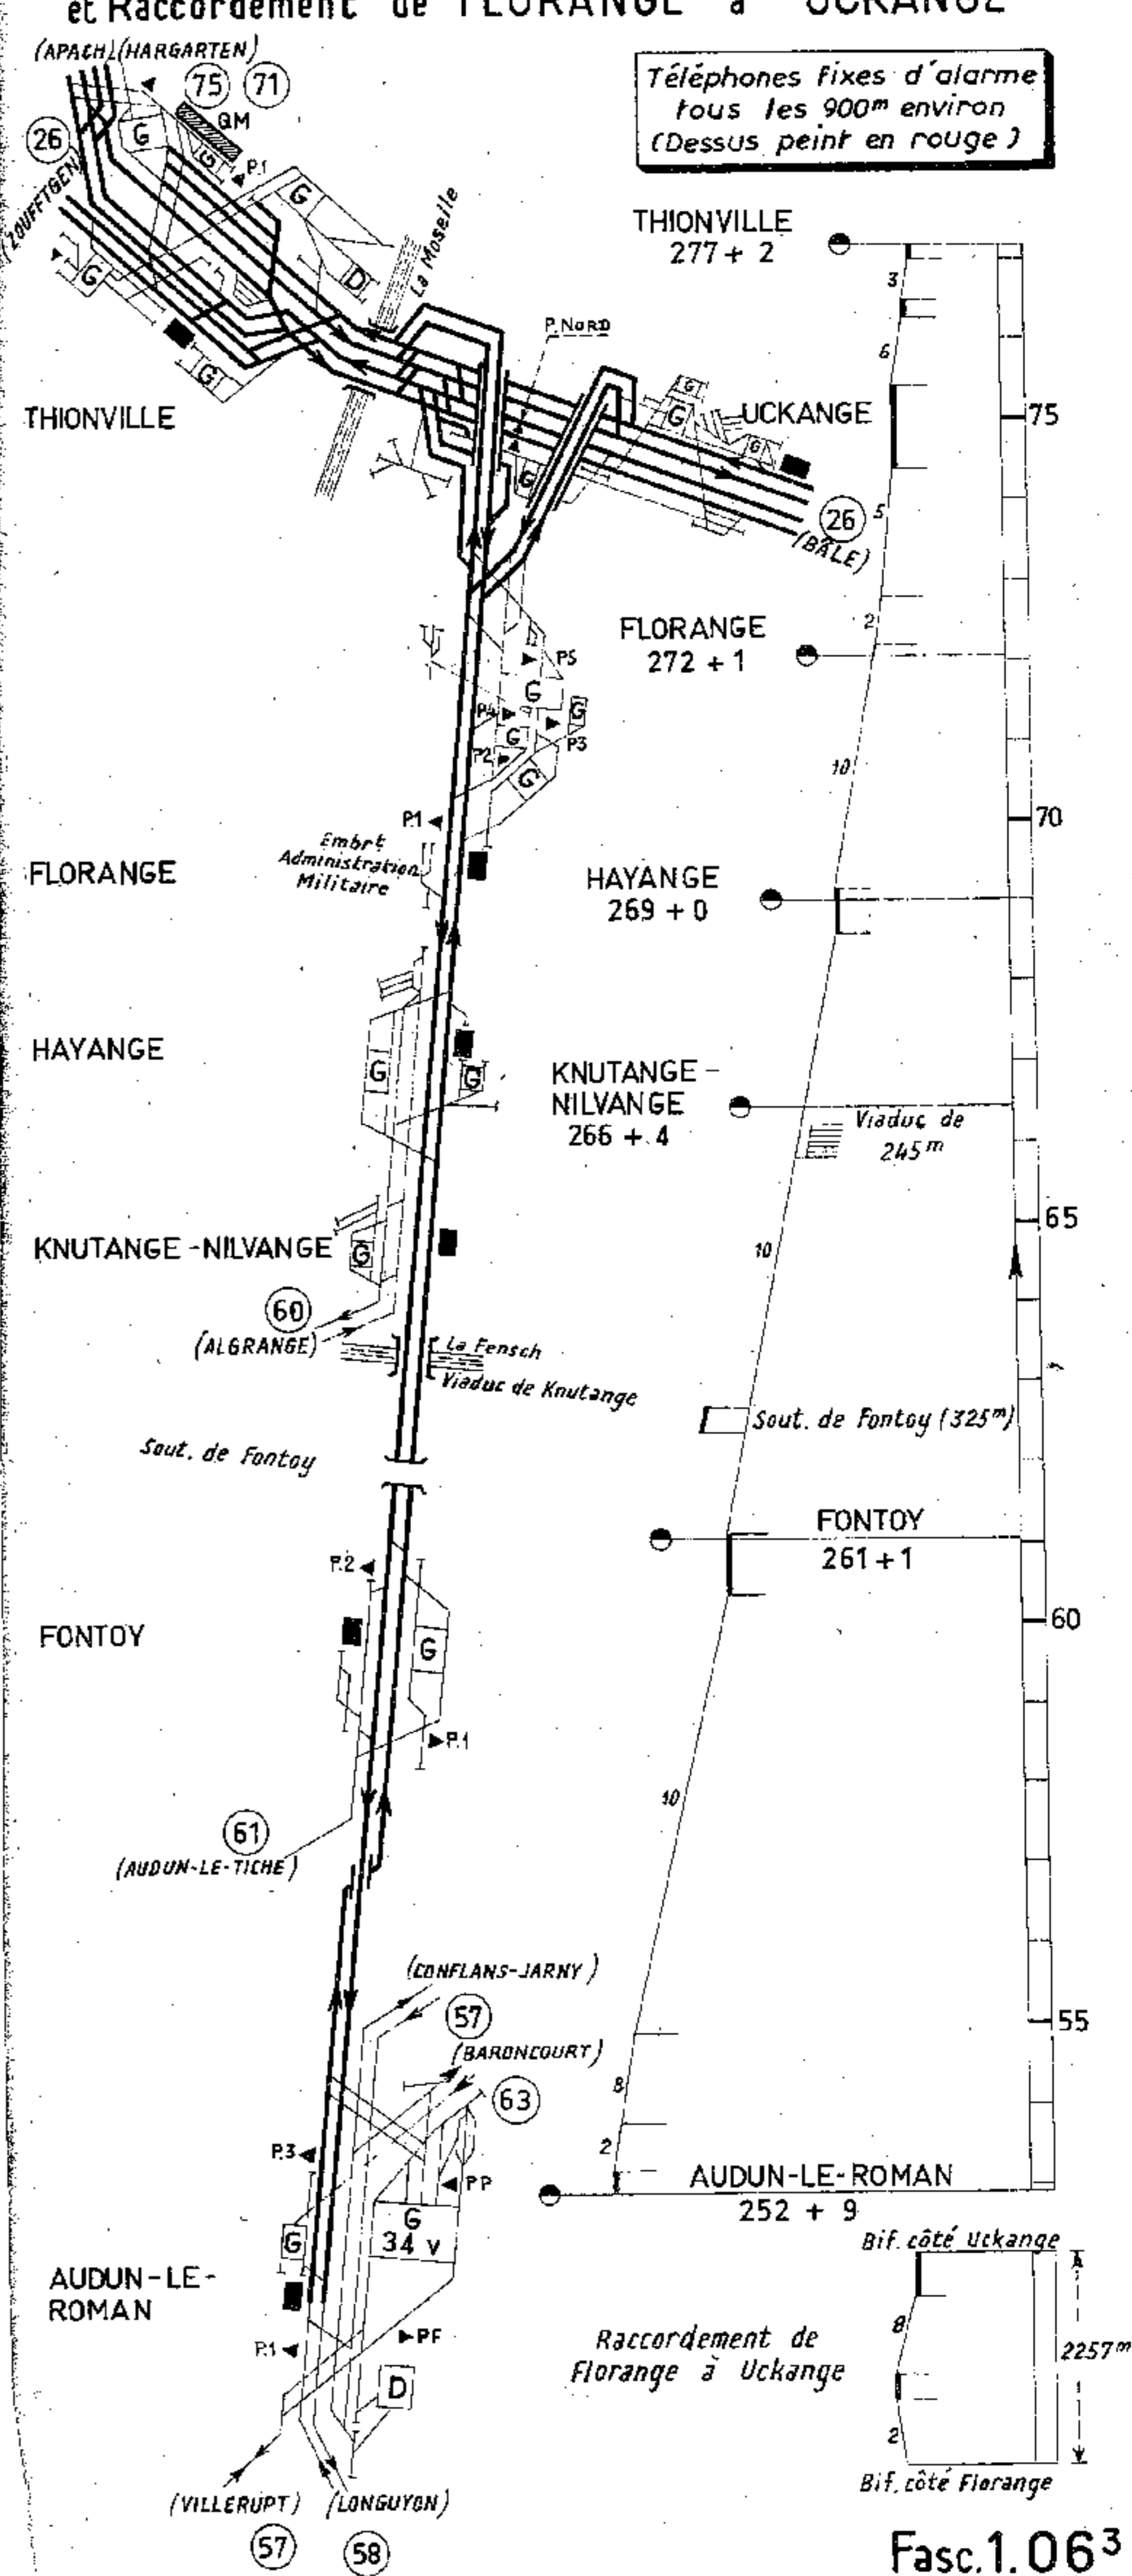 et Raccordement de FLORANGE à UCKANGE
(APACH) (HARGARTEN)
75
71
QM
26
G
G
P.1
G
(ZOUFFTGEN)
La Moselle
D
G
G
Téléphones fixes d'alarme
tous les 900m environ
(Dessus peint en rouge)
THIONVILLE
277 + 2
3
6
P. NORD
THIONVILLE
G
G
UCKANGE
G
G
75
26
(BÂLE)
5
2
FLORANGE
272 + 1
P5
G
P4
G
G
P3
P2
G
10
P.1
70
Embrt
Administration
Militaire
FLORANGE
HAYANGE
269 + 0
HAYANGE
G
G
KNUTANGE -
NILVANGE
266 + 4
Viaduc de
245m
KNUTANGE -NILVANGE
G
65
10
60
(ALGRANGE)
La Fensch
Viaduc de Knutange
Sout. de Fontoy (325m)
Sout. de Fontoy
FONTOY
261 + 1
P.2
60
FONTOY
G
P.1
10
61
(AUDUN-LE-TICHE)
(CONFLANS-JARNY)
57
55
(BARONCOURT)
63
8
2
P.3
PP
AUDUN-LE-ROMAN
252 + 9
G
34 v
G
Bif. côté Uckange
AUDUN-LE-
ROMAN
P.1
PF
Raccordement de
Florange à Uckange
8
2257m
D
2
Bif. côté Florange
(VILLERUPT)
(LONGUYON)
57
58
Fasc.1.06³